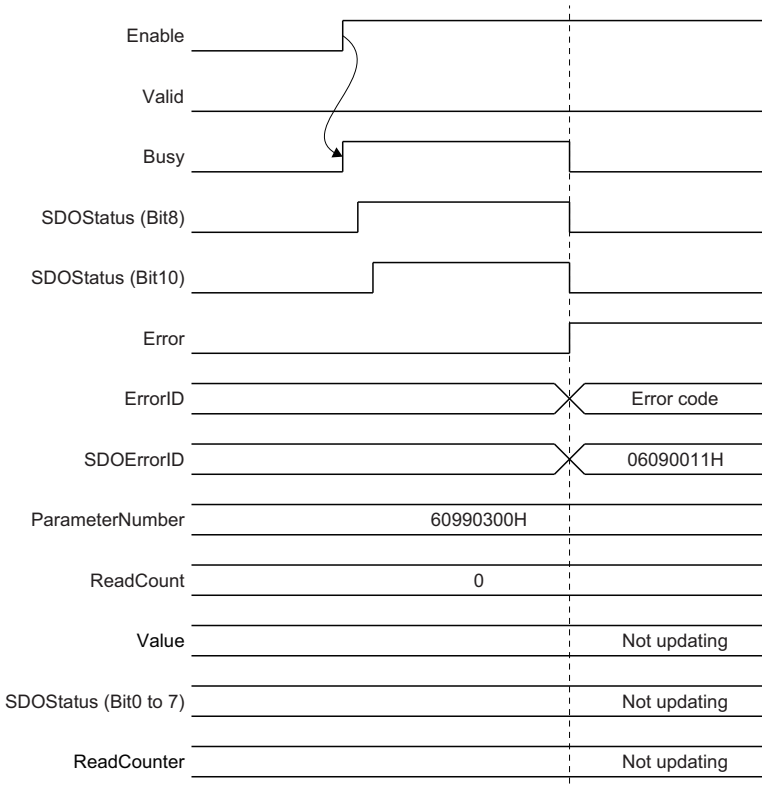 Enable
Valid
Busy
SDOStatus (Bit8)
SDOStatus (Bit10)
Error
ErrorID
Error code
SDOErrorID
06090011H
ParameterNumber
60990300H
ReadCount
0
Value
Not updating
SDOStatus (Bit0 to 7)
Not updating
ReadCounter
Not updating